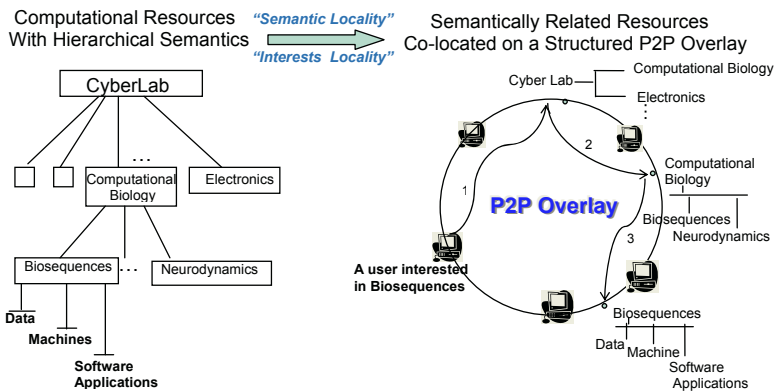 Computational Resources
With Hierarchical Semantics
"Semantic Locality"
"Interests Locality"
Semantically Related Resources
Co-located on a Structured P2P Overlay
CyberLab
...
Computational
Biology
Electronics
Biosequences
...
Neurodynamics
Data
Machines
Software
Applications
Cyber Lab
Computational Biology
Electronics
...
1
2
3
P2P Overlay
Computational
Biology
Biosequences
Neurodynamics
A user interested
in Biosequences
Biosequences
Data
Machine
Software
Applications